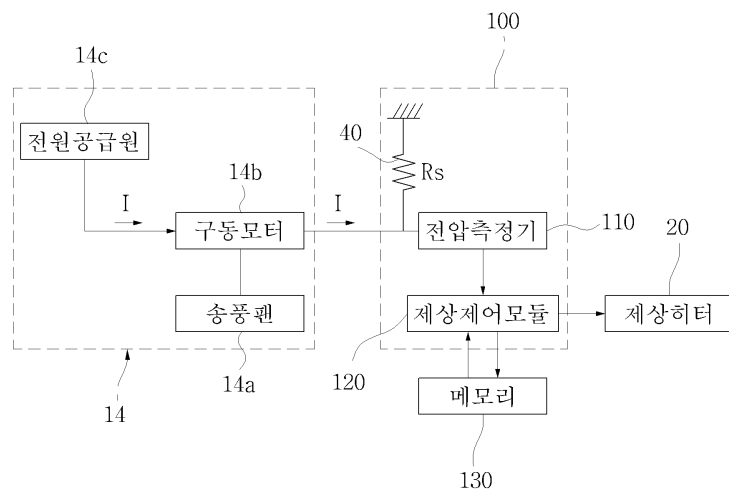 100
14c
전원공급원
40
Rs
14b
I
I
구동모터
전압측정기
110
20
송풍팬
제상제어모듈
제상히터
14a
120
14
메모리
130